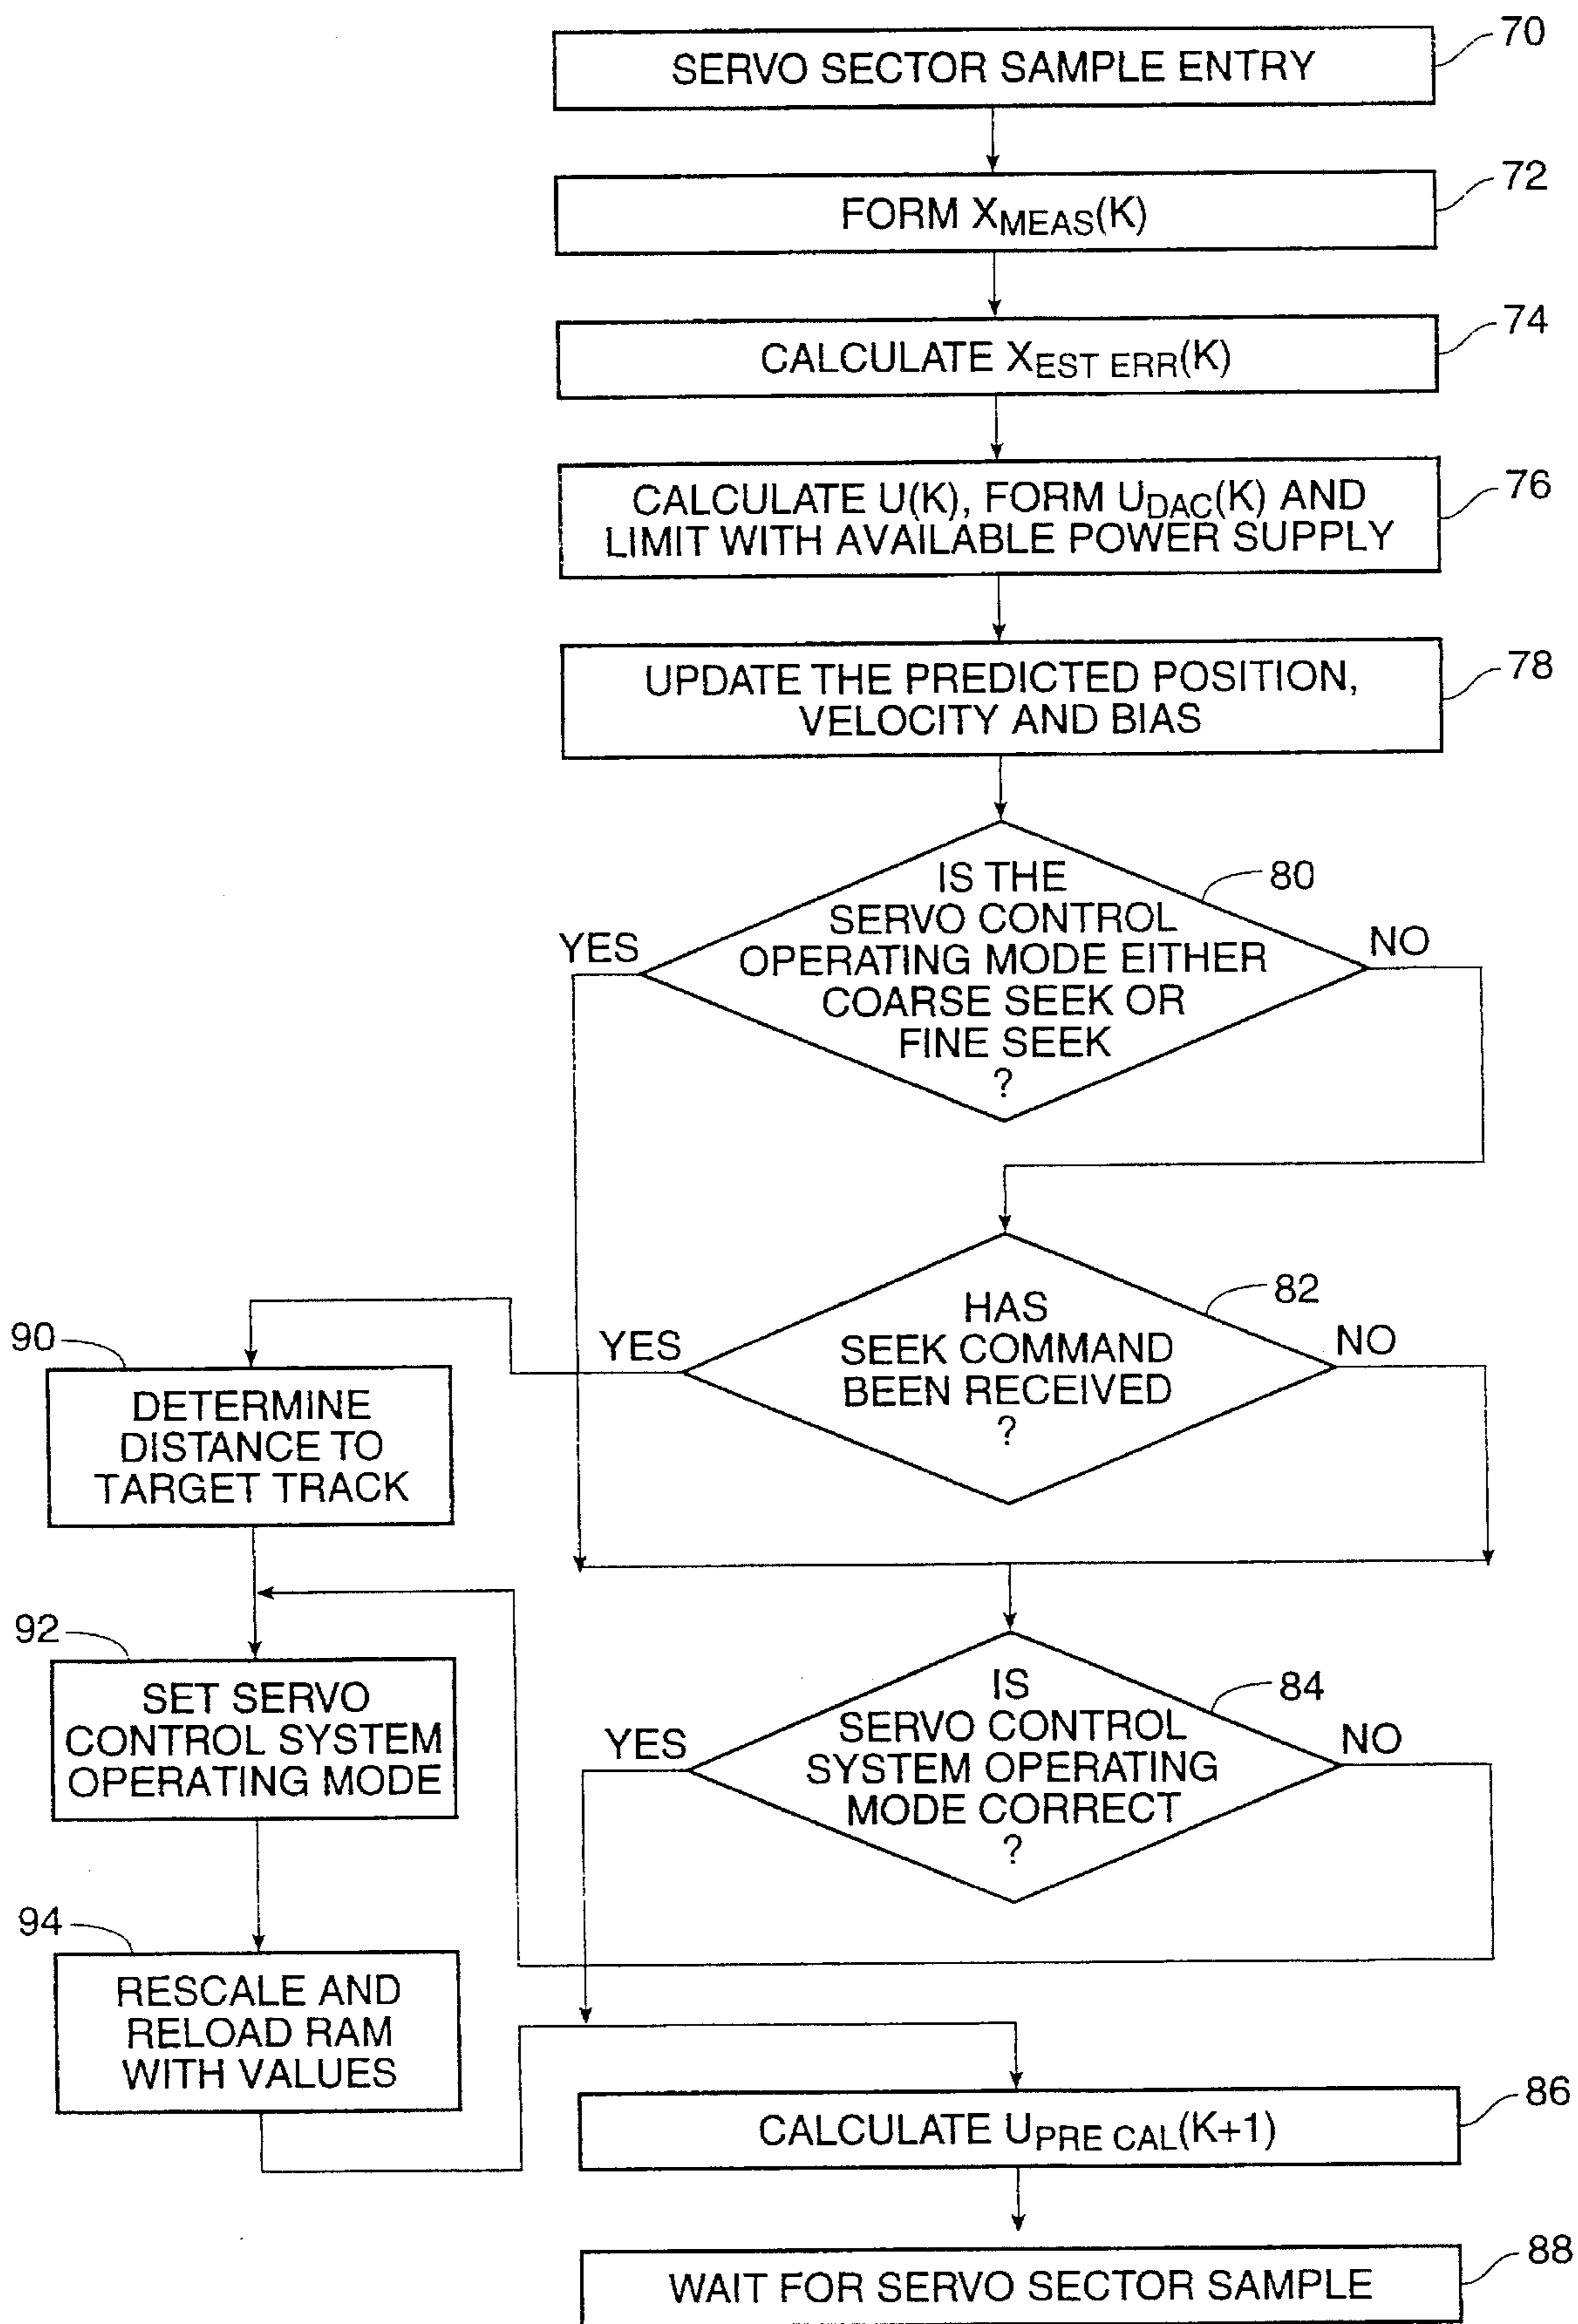 70
SERVO SECTOR SAMPLE ENTRY
72
FORM XMEAS(K)
74
CALCULATE XEST ERR(K)
76
CALCULATE U(K), FORM UDAC(K) AND
LIMIT WITH AVAILABLE POWER SUPPLY
78
UPDATE THE PREDICTED POSITION,
VELOCITY AND BIAS
80
IS THE
SERVO CONTROL
OPERATING MODE EITHER
COARSE SEEK OR
FINE SEEK
?
YES
NO
82
HAS
SEEK COMMAND
BEEN RECEIVED
?
YES
NO
90
DETERMINE
DISTANCE TO
TARGET TRACK
92
SET SERVO
CONTROL SYSTEM
OPERATING MODE
84
IS
SERVO CONTROL
SYSTEM OPERATING
MODE CORRECT
?
YES
NO
94
RESCALE AND
RELOAD RAM
WITH VALUES
86
CALCULATE UPRE CAL(K+1)
88
WAIT FOR SERVO SECTOR SAMPLE